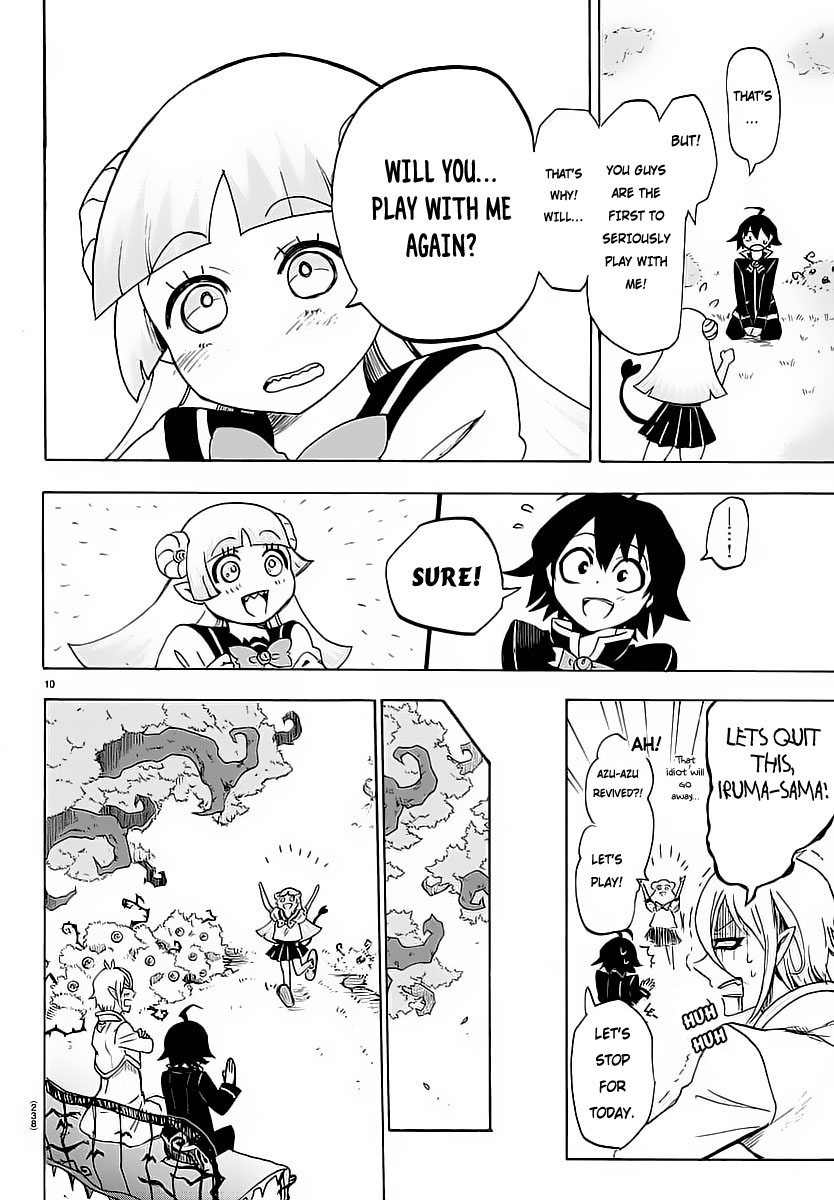 THAT'S
...
BUT!
YOU GUYS
ARE THE
FIRST TO
SERIOUSLY
PLAY WITH
ME!
THAT'S
WHY!
WILL...
WILL YOU...
PLAY WITH ME
AGAIN?
......!
SURE!
10
LETS QUIT
THIS,
IRUMA-SAMA!
That
idiot will
go
away...
AH!
AZU-AZU
REVIVED?!
LET'S
PLAY!
HUH
HUH
LET'S
STOP
FOR
TODAY.
(238)